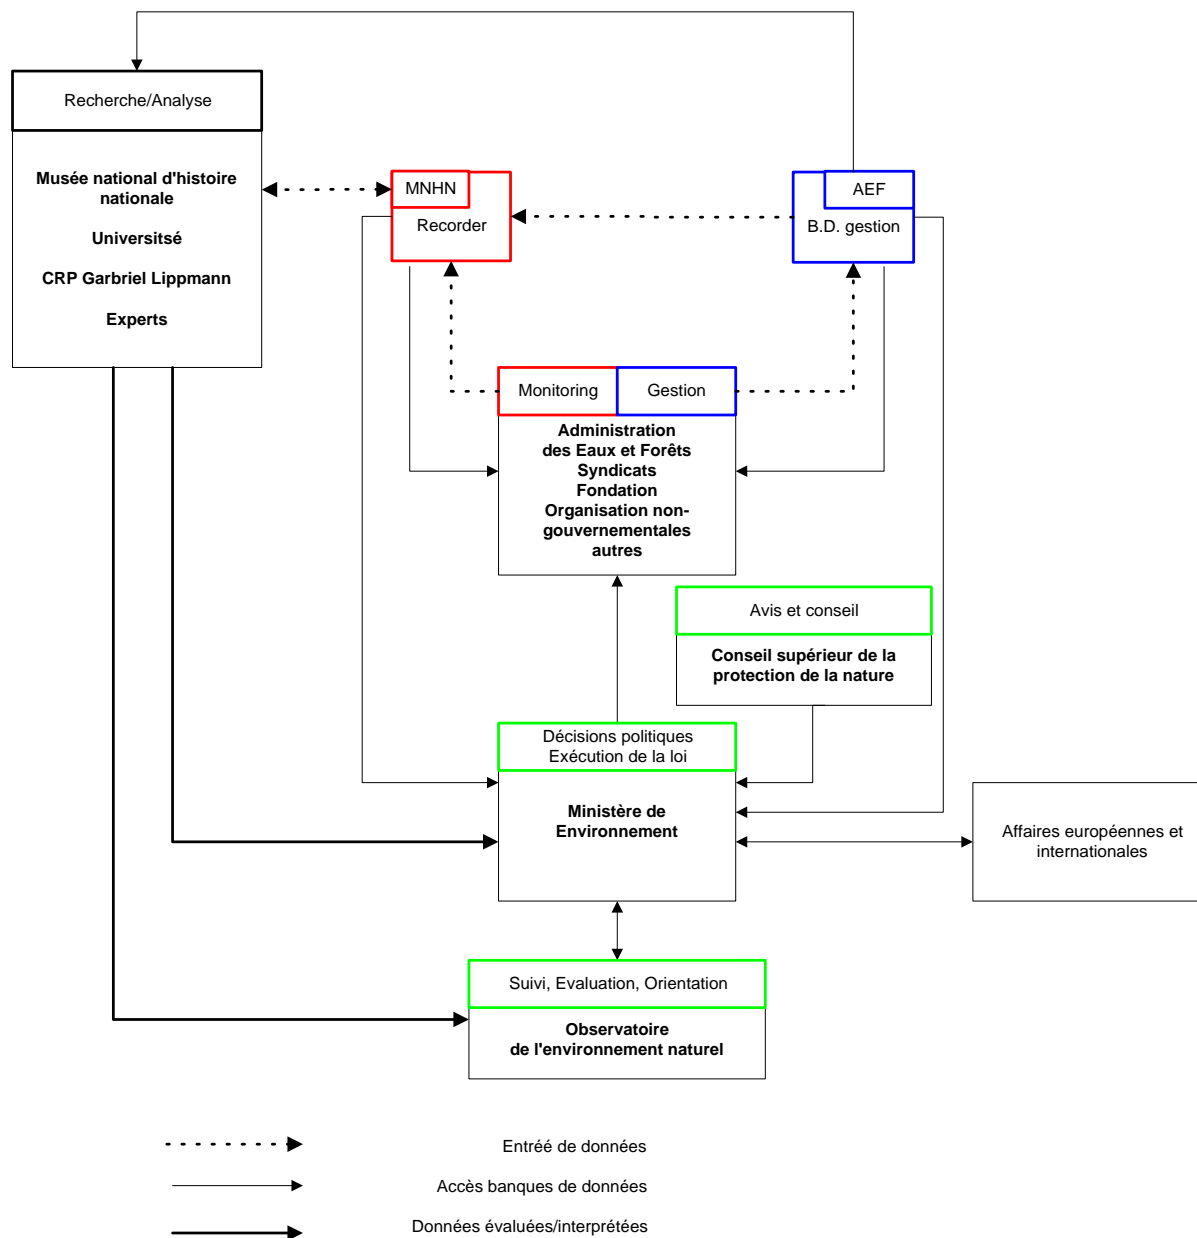 Recherche/Analyse
Musée national d'histoire
nationale
Universitsé
CRP Garbriel Lippmann
Experts
MNHN
Recorder
AEF
B.D. gestion
Monitoring
Gestion
Administration
des Eaux et Forêts
Syndicats
Fondation
Organisation non-
gouvernementales
autres
Avis et conseil
Conseil supérieur de la
protection de la nature
Décisions politiques
Exécution de la loi
Ministère de
Environnement
Affaires européennes et
internationales
Suivi, Evaluation, Orientation
Observatoire
de l'environnement naturel
Entréé de données
Accès banques de données
Données évaluées/interprétées